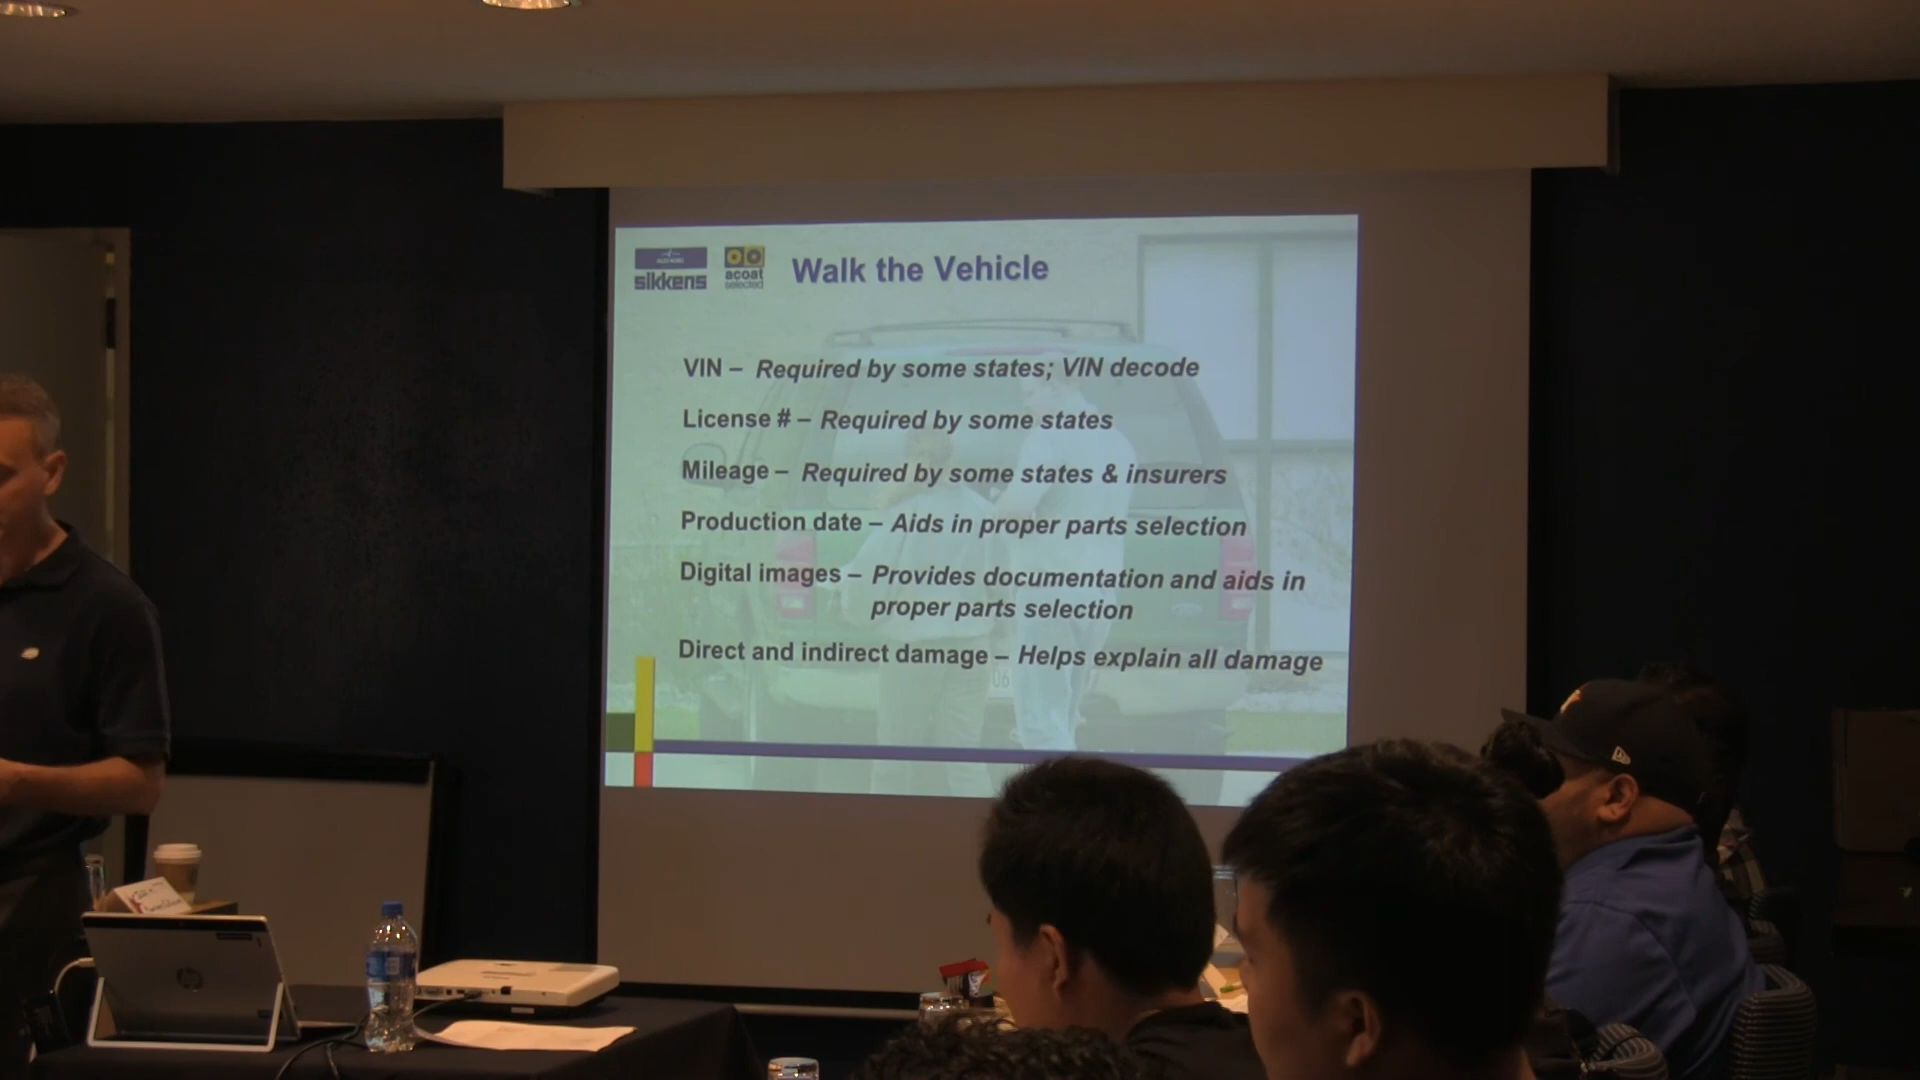 sikkens
acoat
selected
Walk the Vehicle
VIN – Required by some states; VIN decode
License # – Required by some states
Mileage – Required by some states & insurers
Production date – Aids in proper parts selection
Digital images – Provides documentation and aids in
proper parts selection
Direct and indirect damage – Helps explain all damage
06
hp